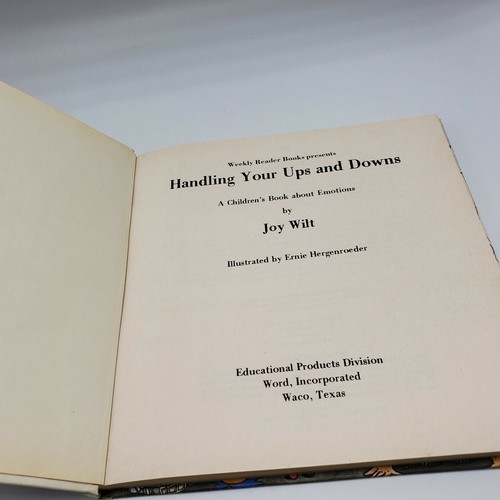 Weekly Reader Books presents
Handling Your Ups and Downs
A Children's Book about Emotions
by
Joy Wilt
Illustrated by Ernie Hergenroeder
Educational Products Division
Word, Incorporated
Waco, Texas